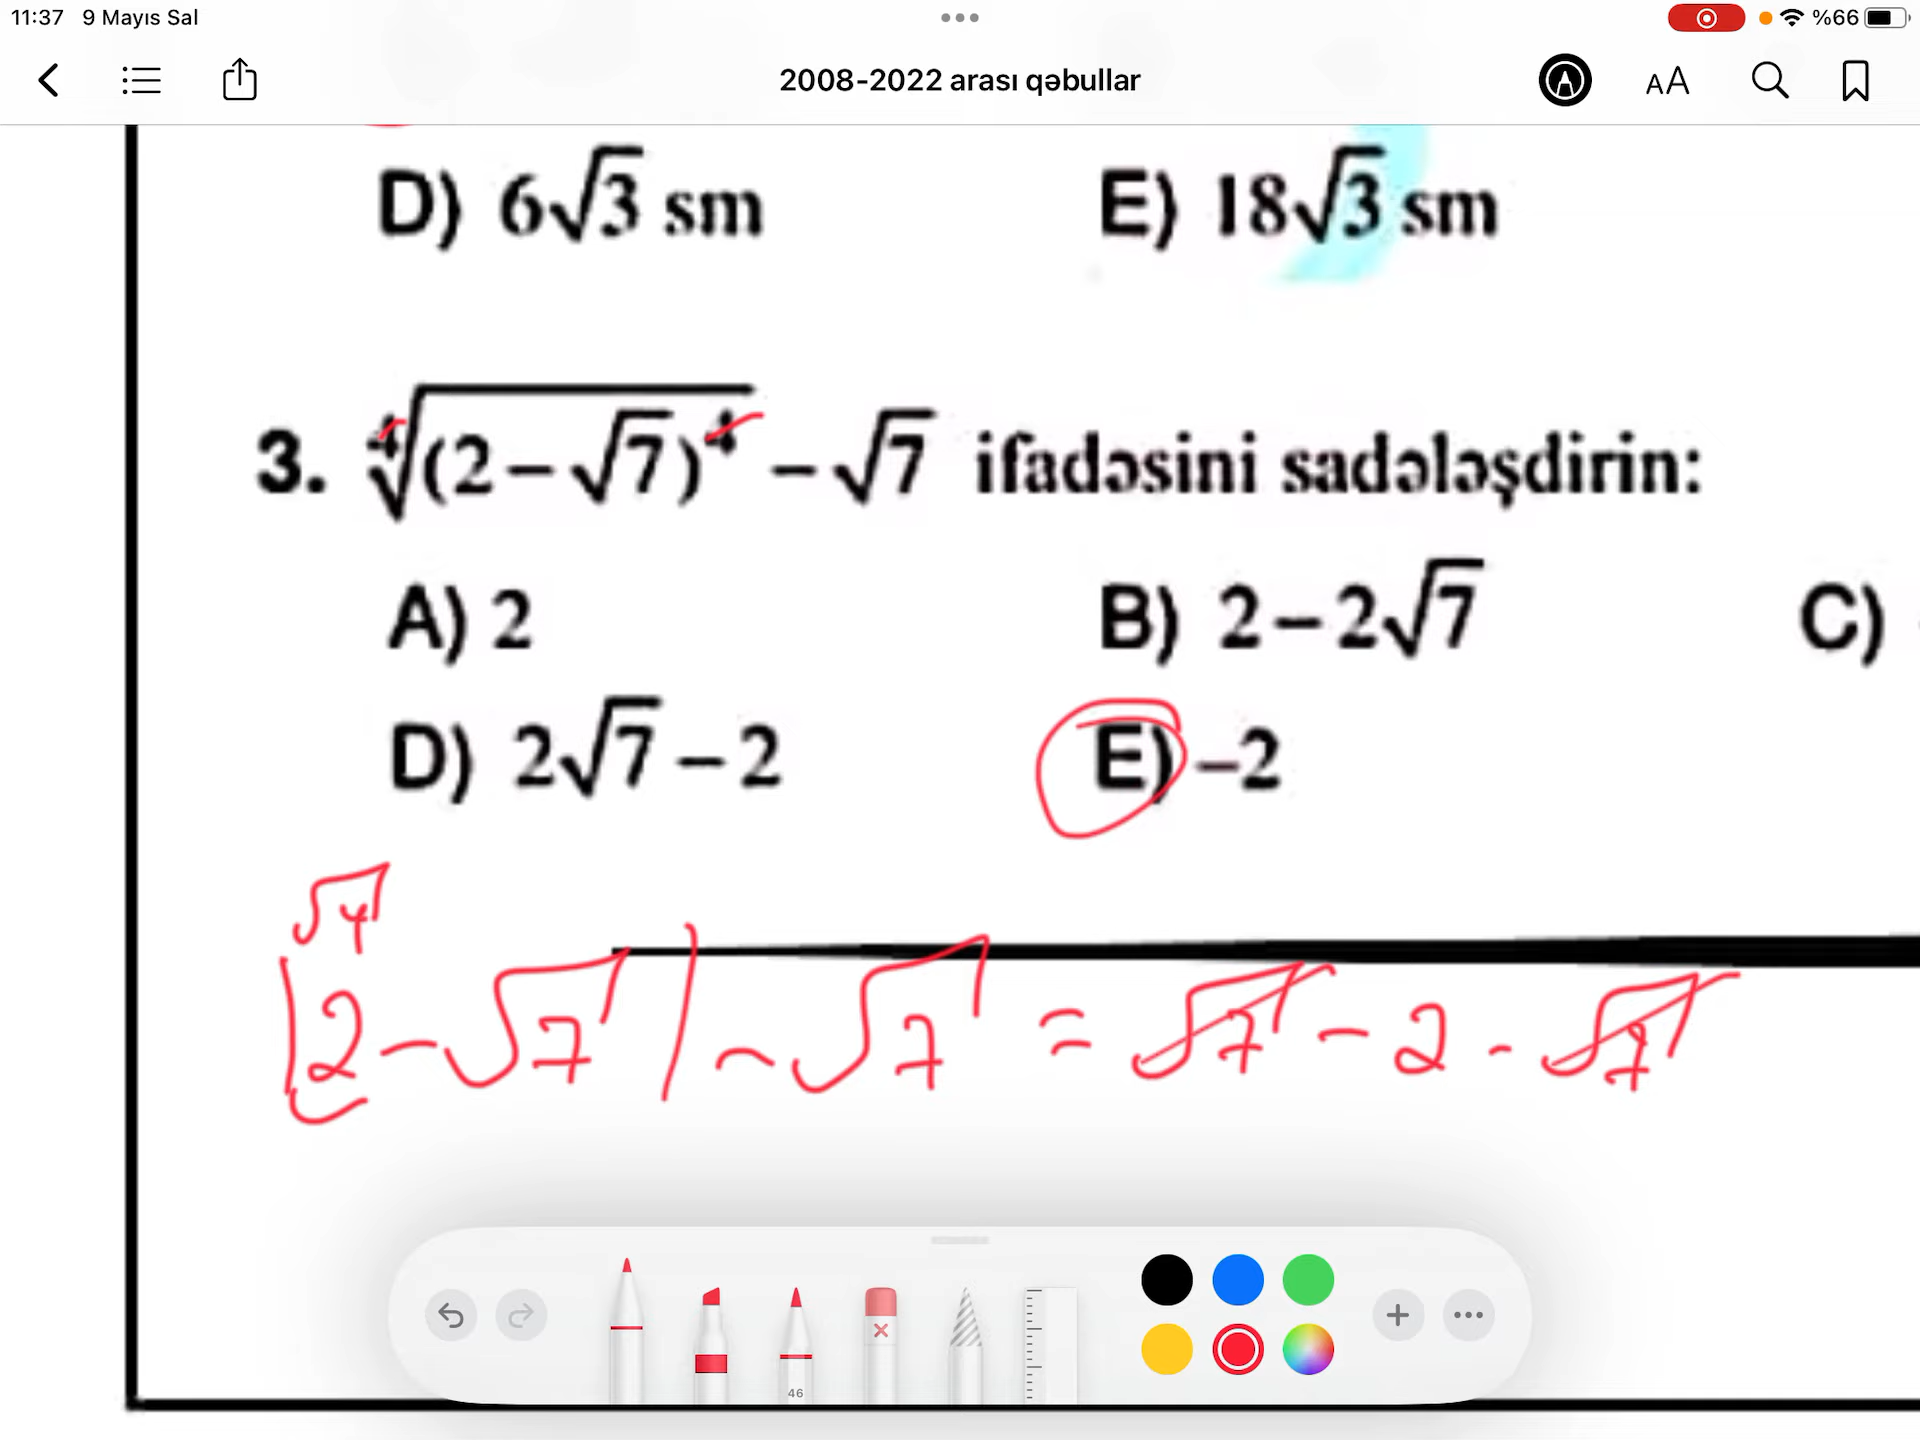 11:37 9 Mayıs Sal
%66
2008-2022 arası qəbullar
AA
D) 6√3 sm E) 18√3 sm
3. ∜(2−√7)⁴ − √7 ifadəsini sadələşdirin:
A) 2 B) 2−2√7 C)
D) 2√7−2 E) −2
√4
|2−√7| − √7 = √7 − 2 - √7
46